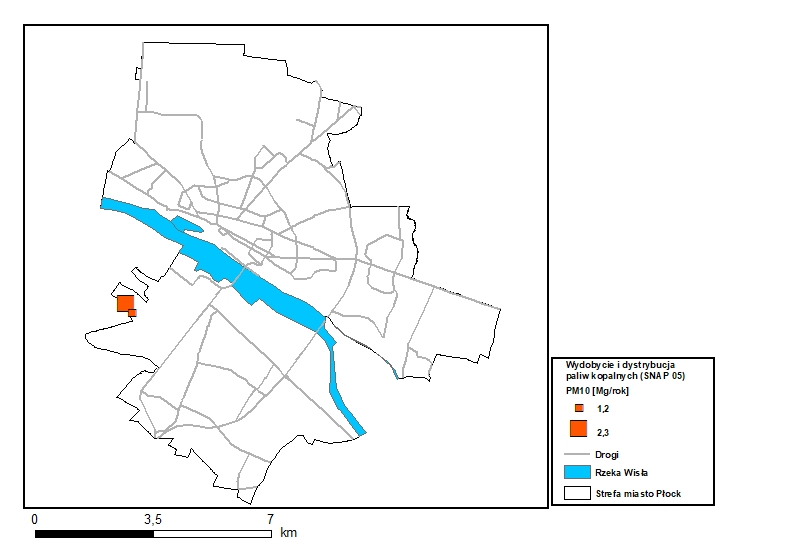 Wydobycie i dystrybucja
paliw kopalnych (SNAP 05)
PM10 [Mg/rok]
1,2
2,3
Drogi
Rzeka Wisła
Strefa miasto Płock
0 3,5 7
km